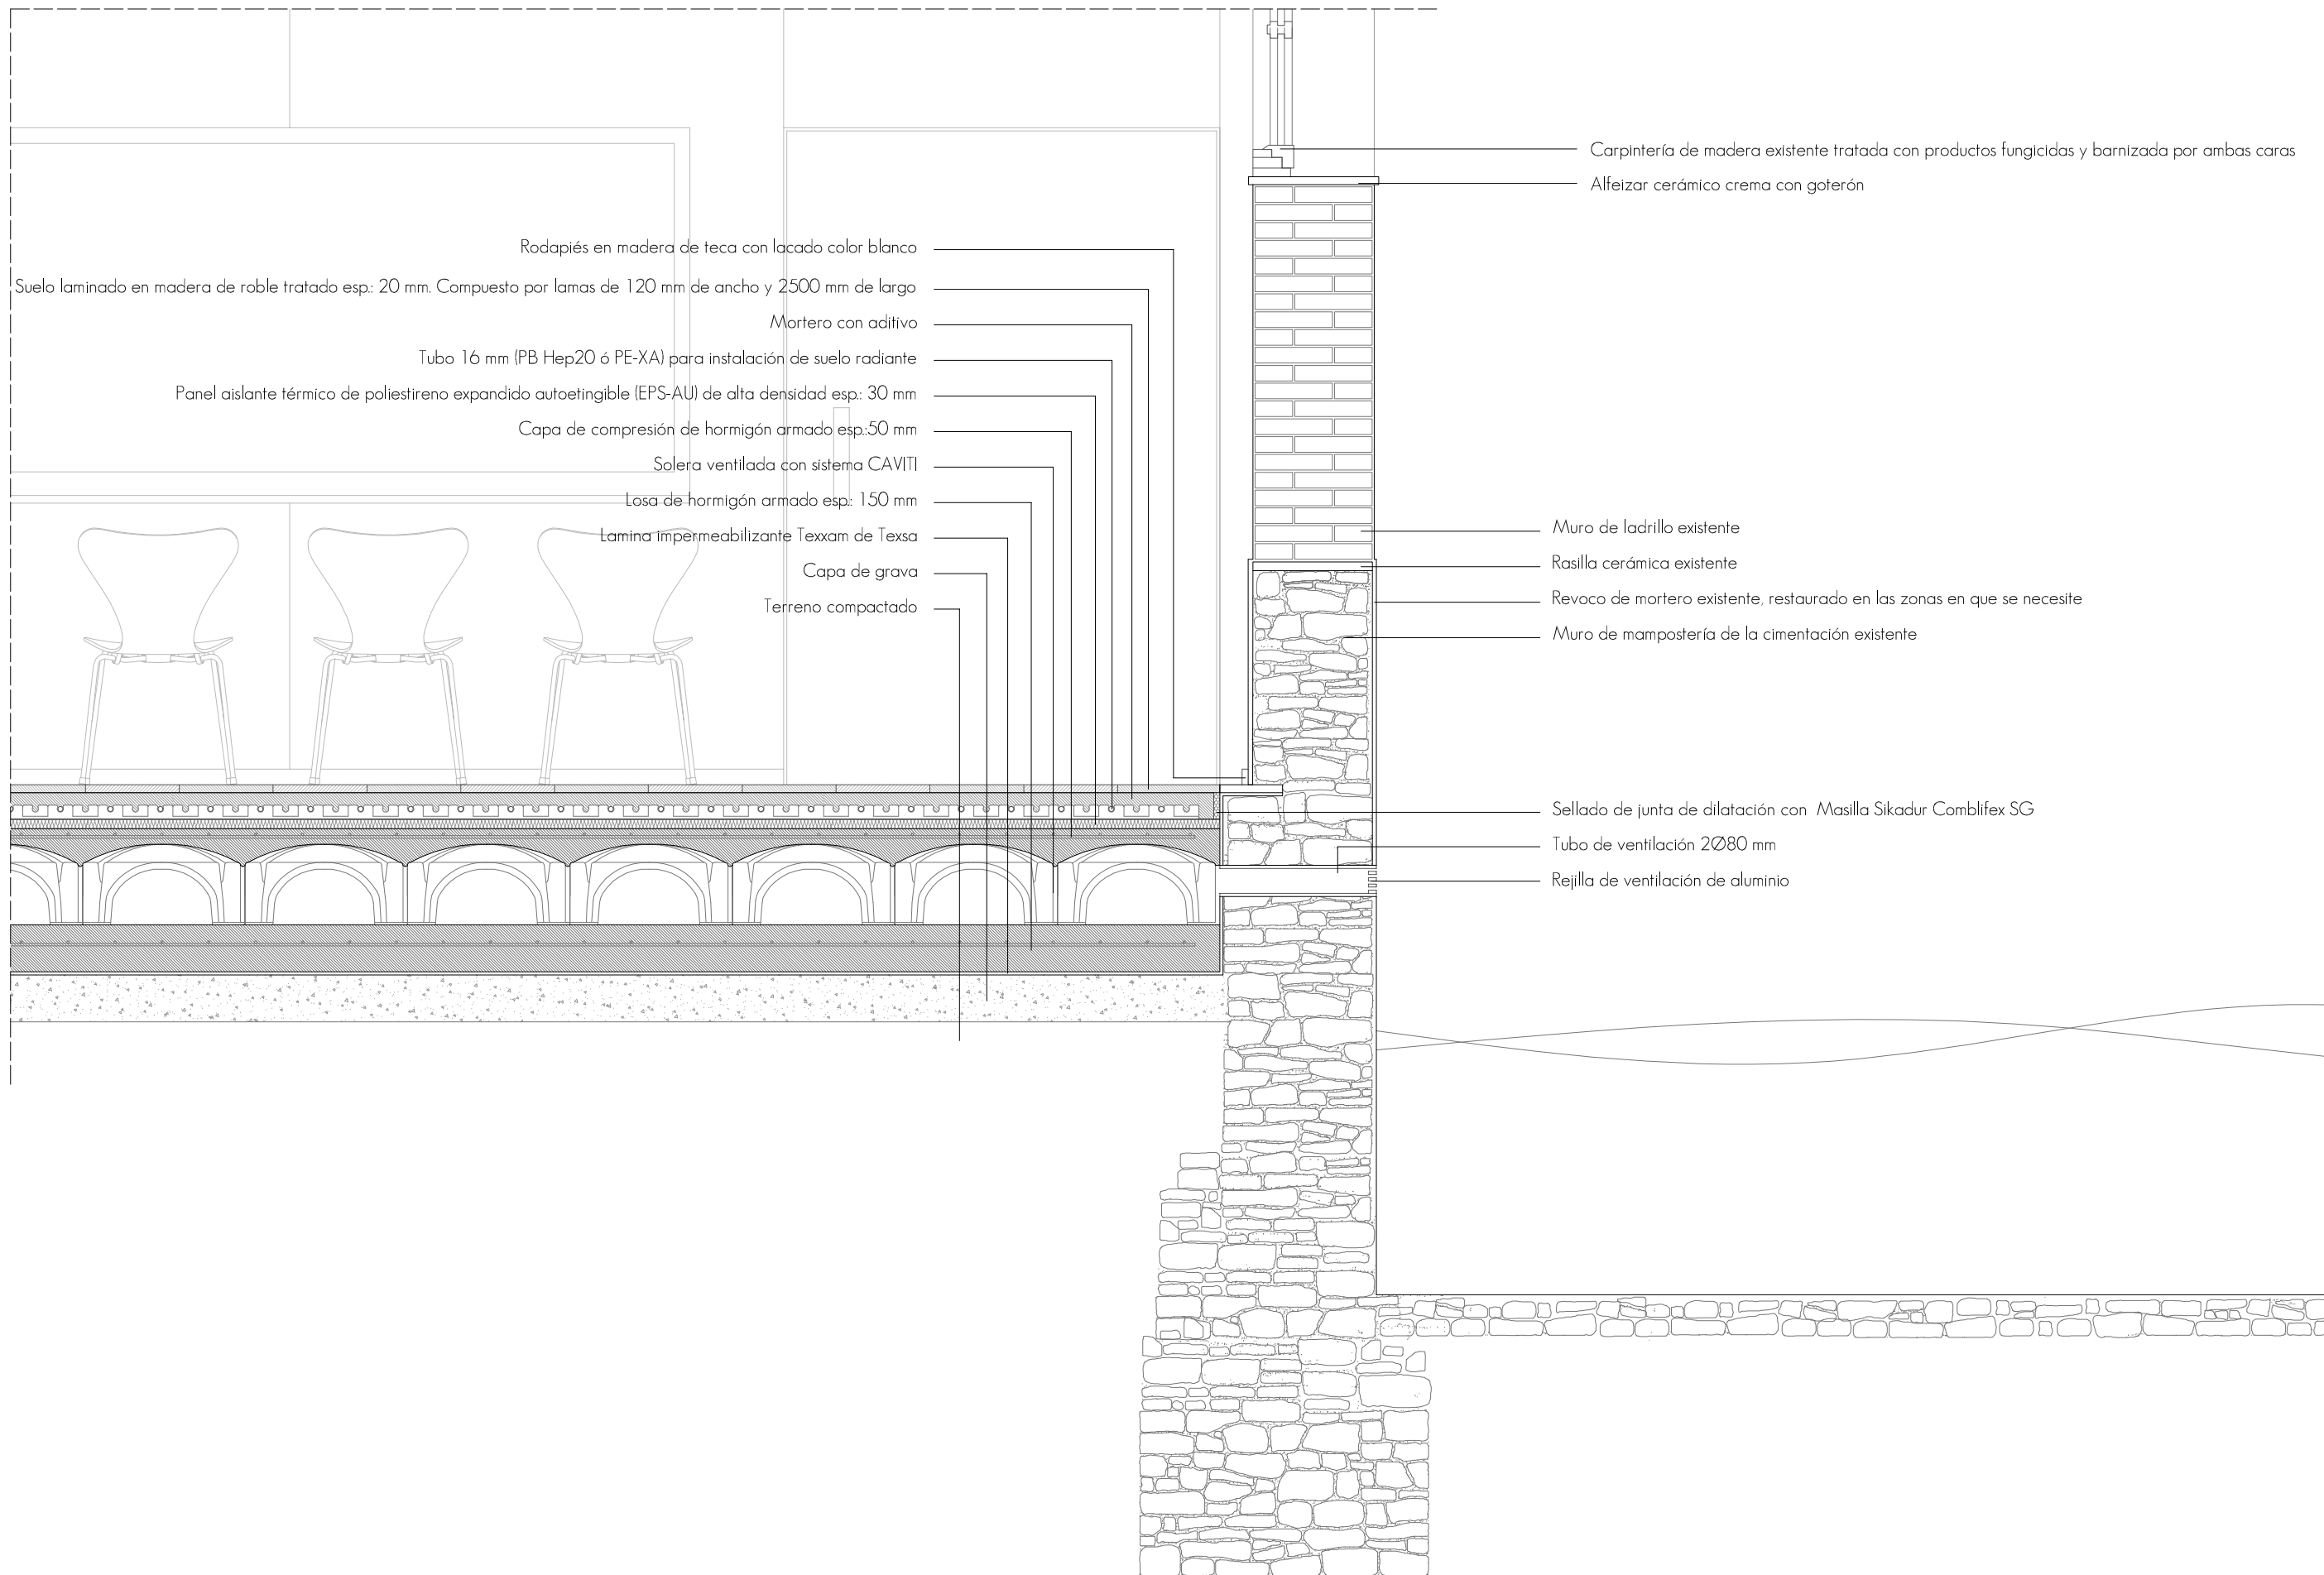 Carpintería de madera existente tratada con productos fungicidas y barnizada por ambas caras
Alfeizar cerámico crema con goterón
Rodapiés en madera de teca con lacado color blanco
Suelo laminado en madera de roble tratado esp.: 20 mm. Compuesto por lamas de 120 mm de ancho y 2500 mm de largo
Mortero con aditivo
Tubo 16 mm (PB Hep20 ó PE-XA) para instalación de suelo radiante
Panel aislante térmico de poliestireno expandido autoetingible (EPS-AU) de alta densidad esp.: 30 mm
Capa de compresión de hormigón armado esp.:50 mm
Solera ventilada con sistema CAVITI
Losa de hormigón armado esp.: 150 mm
Lamina impermeabilizante Texxam de Texsa
Capa de grava
Terreno compactado
Muro de ladrillo existente
Rasilla cerámica existente
Revoco de mortero existente, restaurado en las zonas en que se necesite
Muro de mampostería de la cimentación existente
Sellado de junta de dilatación con Masilla Sikadur Comblifex SG
Tubo de ventilación 2Ø80 mm
Rejilla de ventilación de aluminio